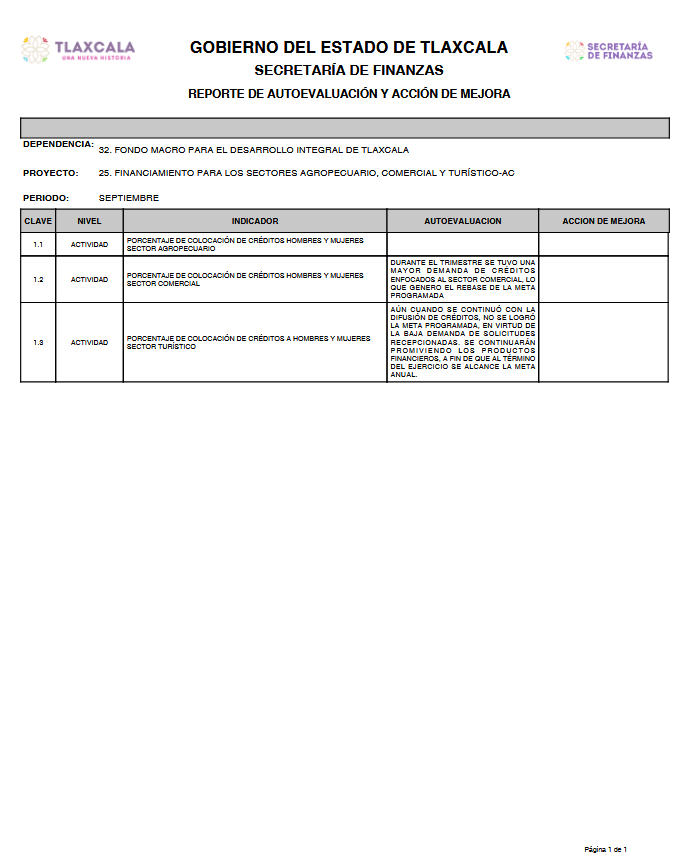 TLAXCALA
UNA NUEVA HISTORIA
GOBIERNO DEL ESTADO DE TLAXCALA
SECRETARÍA DE FINANZAS
REPORTE DE AUTOEVALUACIÓN Y ACCIÓN DE MEJORA
SECRETARÍA
DE FINANZAS
DEPENDENCIA: 32. FONDO MACRO PARA EL DESARROLLO INTEGRAL DE TLAXCALA
PROYECTO: 25. FINANCIAMIENTO PARA LOS SECTORES AGROPECUARIO, COMERCIAL Y TURÍSTICO-AC
PERIODO: SEPTIEMBRE
CLAVE NIVEL INDICADOR AUTOEVALUACION ACCION DE MEJORA
1.1 ACTIVIDAD PORCENTAJE DE COLOCACIÓN DE CRÉDITOS HOMBRES Y MUJERES
SECTOR AGROPECUARIO
1.2 ACTIVIDAD PORCENTAJE DE COLOCACIÓN DE CRÉDITOS HOMBRES Y MUJERES
SECTOR COMERCIAL
DURANTE EL TRIMESTRE SE TUVO UNA
MAYOR DEMANDA DE CRÉDITOS
ENFOCADOS AL SECTOR COMERCIAL, LO
QUE GENERO EL REBASE DE LA META
PROGRAMADA
1.3 ACTIVIDAD PORCENTAJE DE COLOCACIÓN DE CRÉDITOS A HOMBRES Y MUJERES
SECTOR TURÍSTICO
AÚN CUANDO SE CONTINUÓ CON LA
DIFUSIÓN DE CRÉDITOS, NO SE LOGRÓ
LA META PROGRAMADA, EN VIRTUD DE
LA BAJA DEMANDA DE SOLICITUDES
RECEPCIONADAS. SE CONTINUARÁN
PROMIVIENDO LOS PRODUCTOS
FINANCIEROS, A FIN DE QUE AL TÉRMINO
DEL EJERCICIO SE ALCANCE LA META
ANUAL.
Página 1 de 1